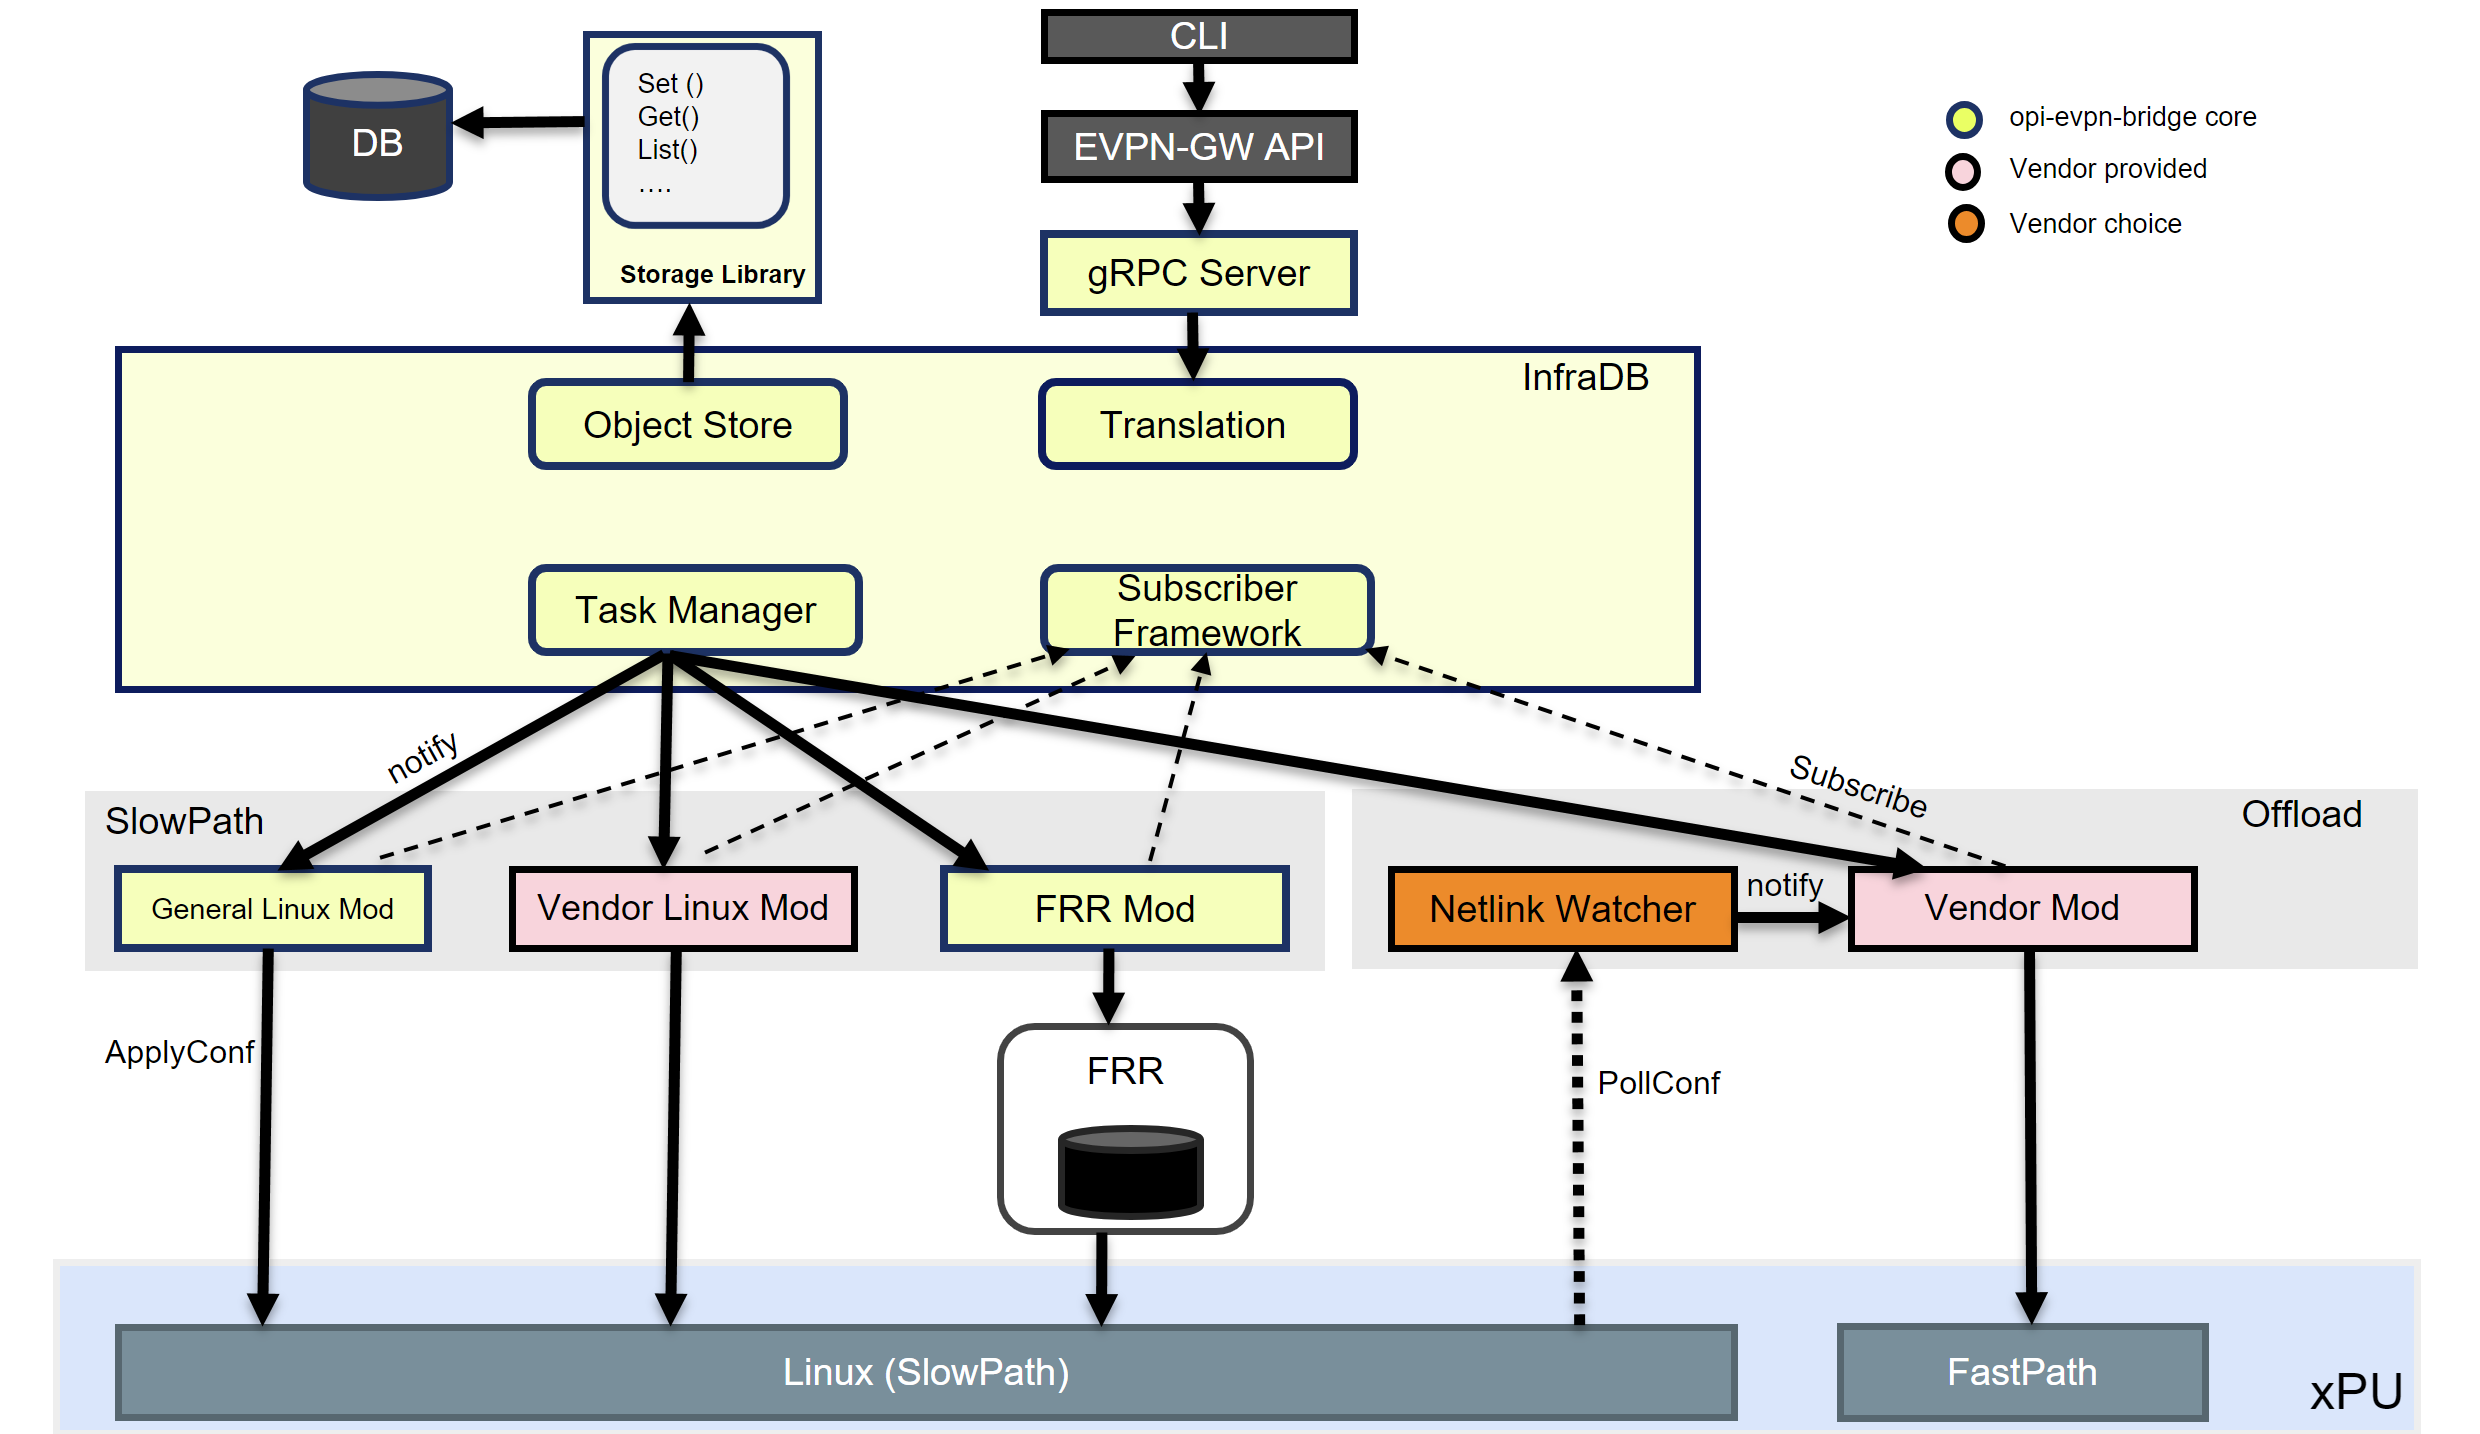 CLI
Set ()
Get()
List()
....
Storage Library
DB
EVPN-GW API
opi-evpn-bridge core
Vendor provided
Vendor choice
gRPC Server
InfraDB
Object Store
Translation
Task Manager
Subscriber
Framework
notify
Subscribe
SlowPath
Offload
General Linux Mod
Vendor Linux Mod
FRR Mod
Netlink Watcher
notify
Vendor Mod
ApplyConf
FRR
PollConf
Linux (SlowPath)
FastPath
xPU